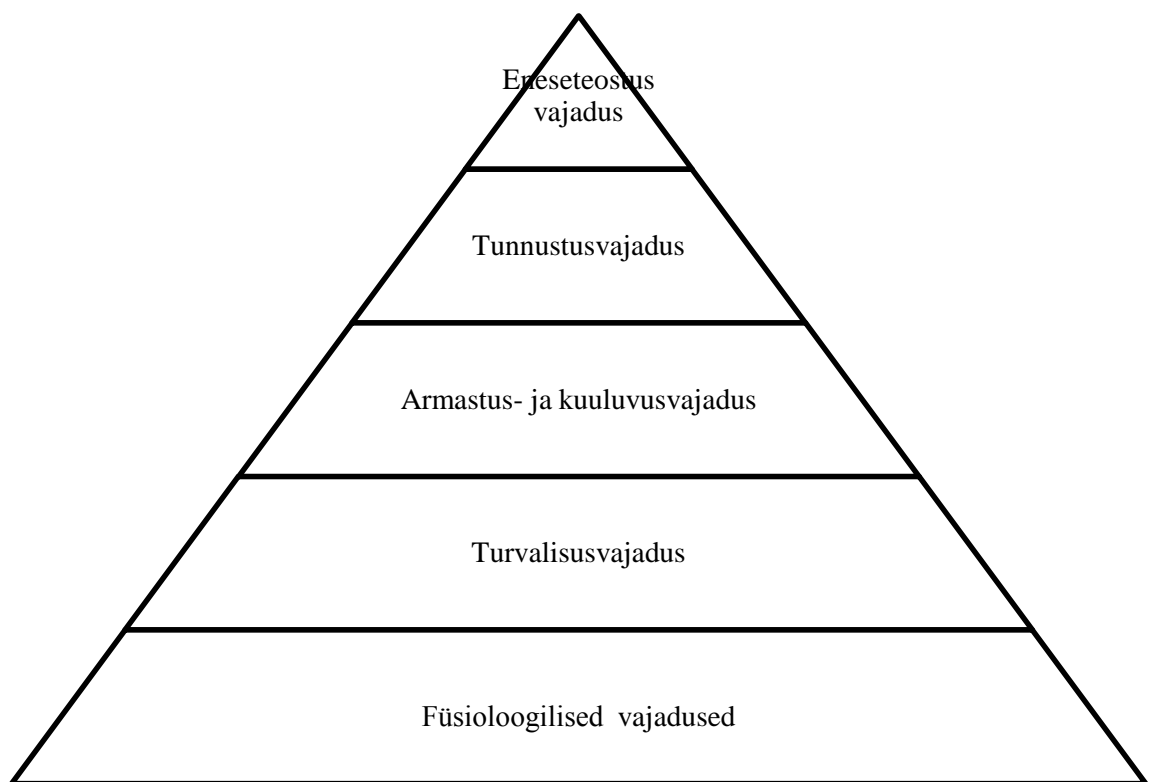 Eneseteostus
vajadus
Tunnustusvajadus
Armastus- ja kuuluvusvajadus
Turvalisusvajadus
Füsioloogilised  vajadused